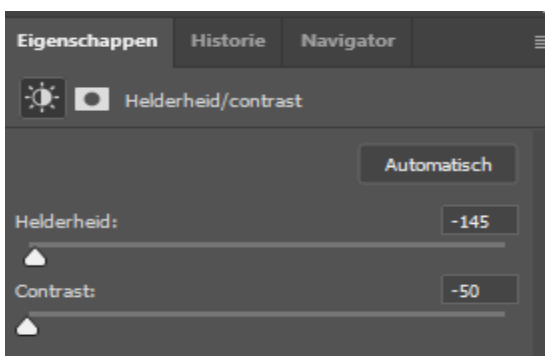 Eigenschappen Historie Navigator
Helderheid/contrast
Automatisch
Helderheid: -145
Contrast: -50